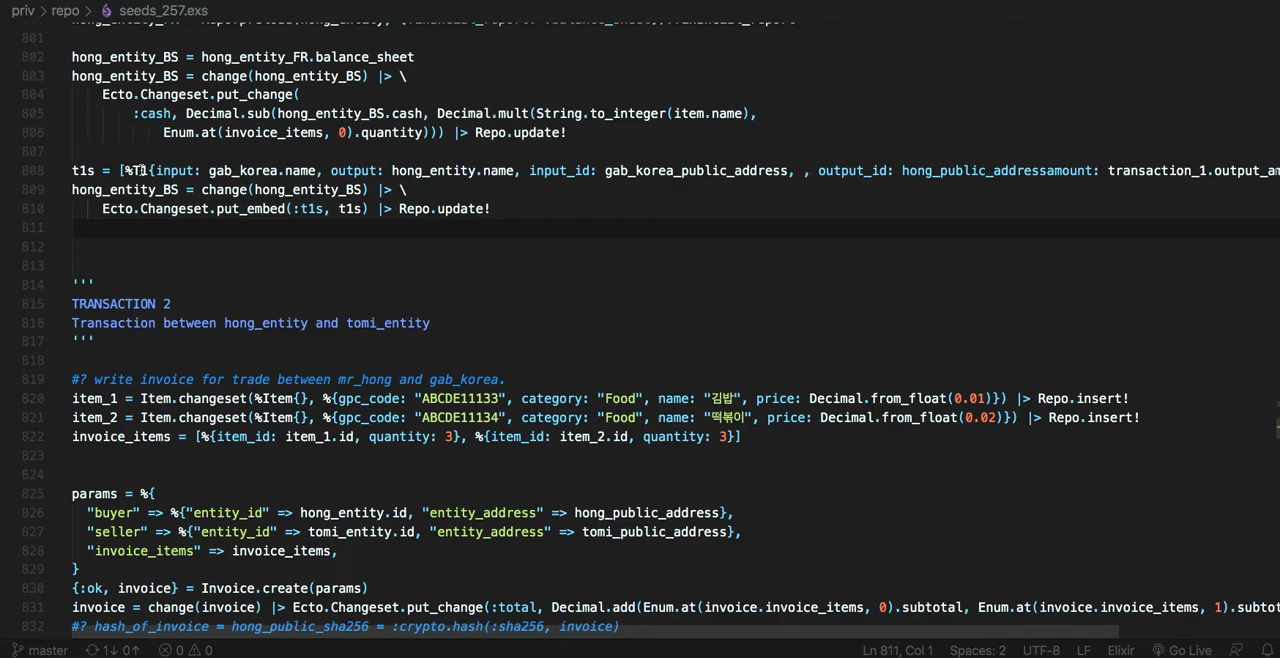 priv > repo > seeds_257.exs
801
802 hong_entity_BS = hong_entity_FR.balance_sheet
803 hong_entity_BS = change(hong_entity_BS) |> \
804 Ecto.Changeset.put_change(
805 :cash, Decimal.sub(hong_entity_BS.cash, Decimal.mult(String.to_integer(item.name),
806 Enum.at(invoice_items, 0).quantity))) |> Repo.update!
807
808 t1s = [%T1{input: gab_korea.name, output: hong_entity.name, input_id: gab_korea_public_address, , output_id: hong_public_addressamount: transaction_1.output_am
809 hong_entity_BS = change(hong_entity_BS) |> \
810 Ecto.Changeset.put_embed(:t1s, t1s) |> Repo.update!
811
812
813
814 '''
815 TRANSACTION 2
816 Transaction between hong_entity and tomi_entity
817 '''
818
819 #? write invoice for trade between mr_hong and gab_korea.
820 item_1 = Item.changeset(%Item{}, %{gpc_code: "ABCDE11133", category: "Food", name: "김밥", price: Decimal.from_float(0.01)}) |> Repo.insert!
821 item_2 = Item.changeset(%Item{}, %{gpc_code: "ABCDE11134", category: "Food", name: "떡볶이", price: Decimal.from_float(0.02)}) |> Repo.insert!
822 invoice_items = [%{item_id: item_1.id, quantity: 3}, %{item_id: item_2.id, quantity: 3}]
823
824
825 params = %{
826 "buyer" => %{"entity_id" => hong_entity.id, "entity_address" => hong_public_address},
827 "seller" => %{"entity_id" => tomi_entity.id, "entity_address" => tomi_public_address},
828 "invoice_items" => invoice_items,
829 }
830 {:ok, invoice} = Invoice.create(params)
831 invoice = change(invoice) |> Ecto.Changeset.put_change(:total, Decimal.add(Enum.at(invoice.invoice_items, 0).subtotal, Enum.at(invoice.invoice_items, 1).subto
832 #? hash_of_invoice = hong_public_sha256 = :crypto.hash(:sha256, invoice)
master 1↓ 0↑ 0 0 Ln 811, Col 1 Spaces: 2 UTF-8 LF Elixir Go Live